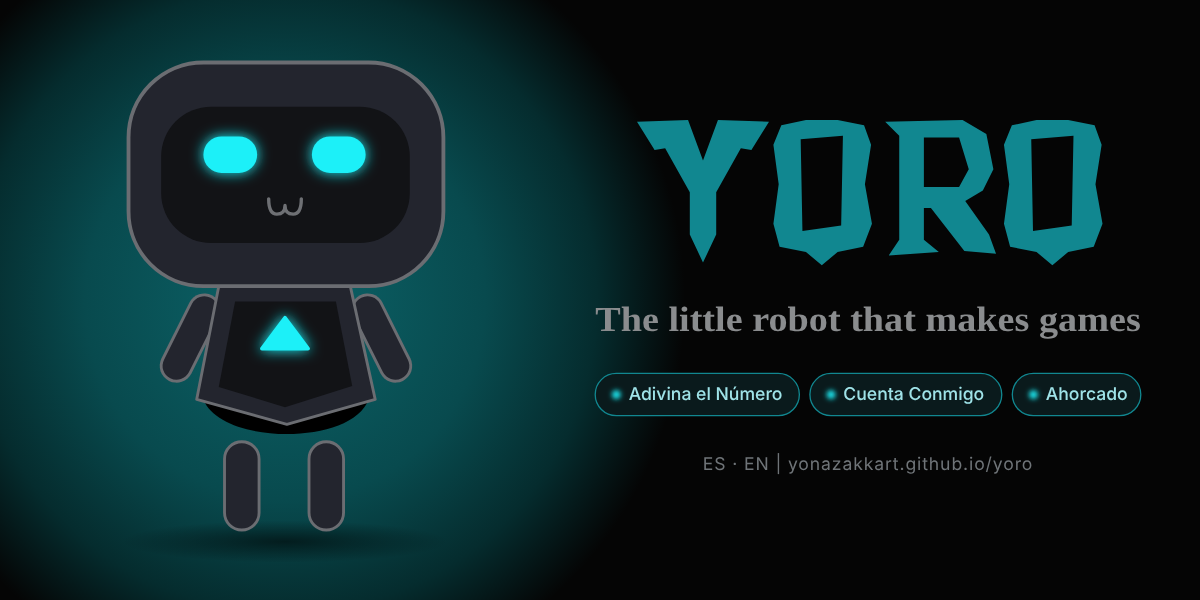 YORO
The little robot that makes games
Adivina el Número Cuenta Conmigo Ahorcado
ES · EN | yonazakkart.github.io/yoro